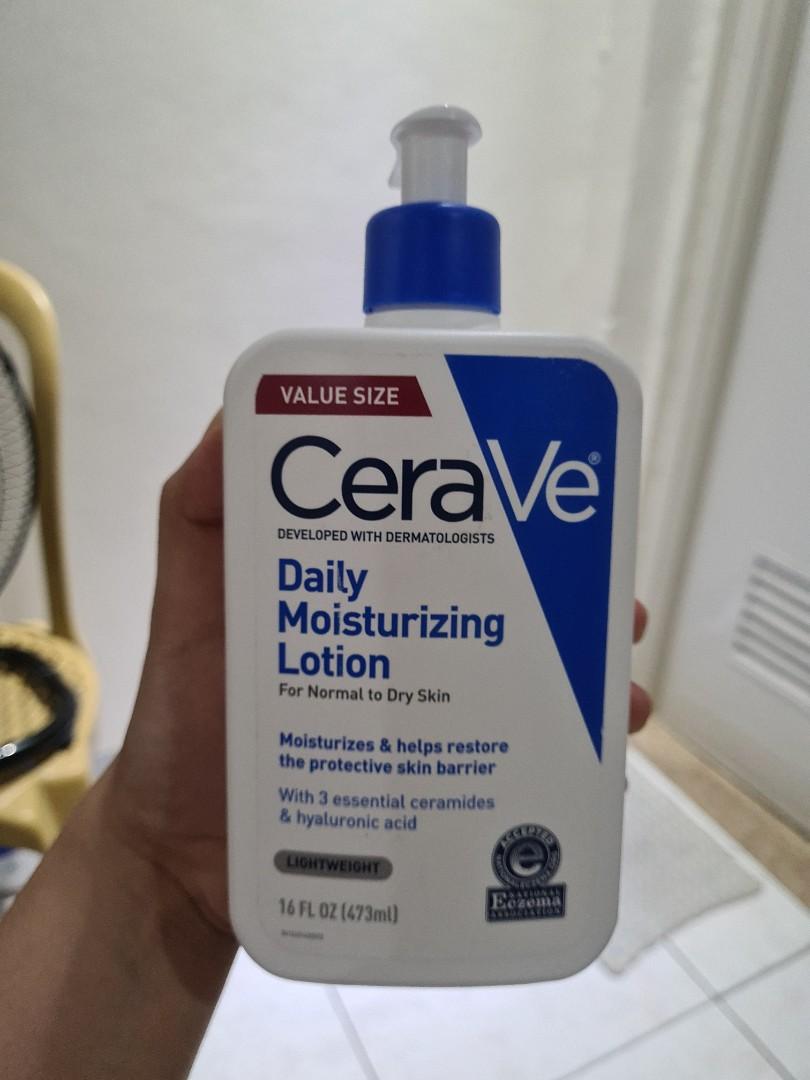 VALUE SIZE
CeraVe®
DEVELOPED WITH DERMATOLOGISTS
Daily
Moisturizing
Lotion
For Normal to Dry Skin
Moisturizes & helps restore
the protective skin barrier
With 3 essential ceramides
& hyaluronic acid
LIGHTWEIGHT
ACCEPTED
e
NATIONAL
Eczema
ASSOCIATION
16 FL OZ (473ml)